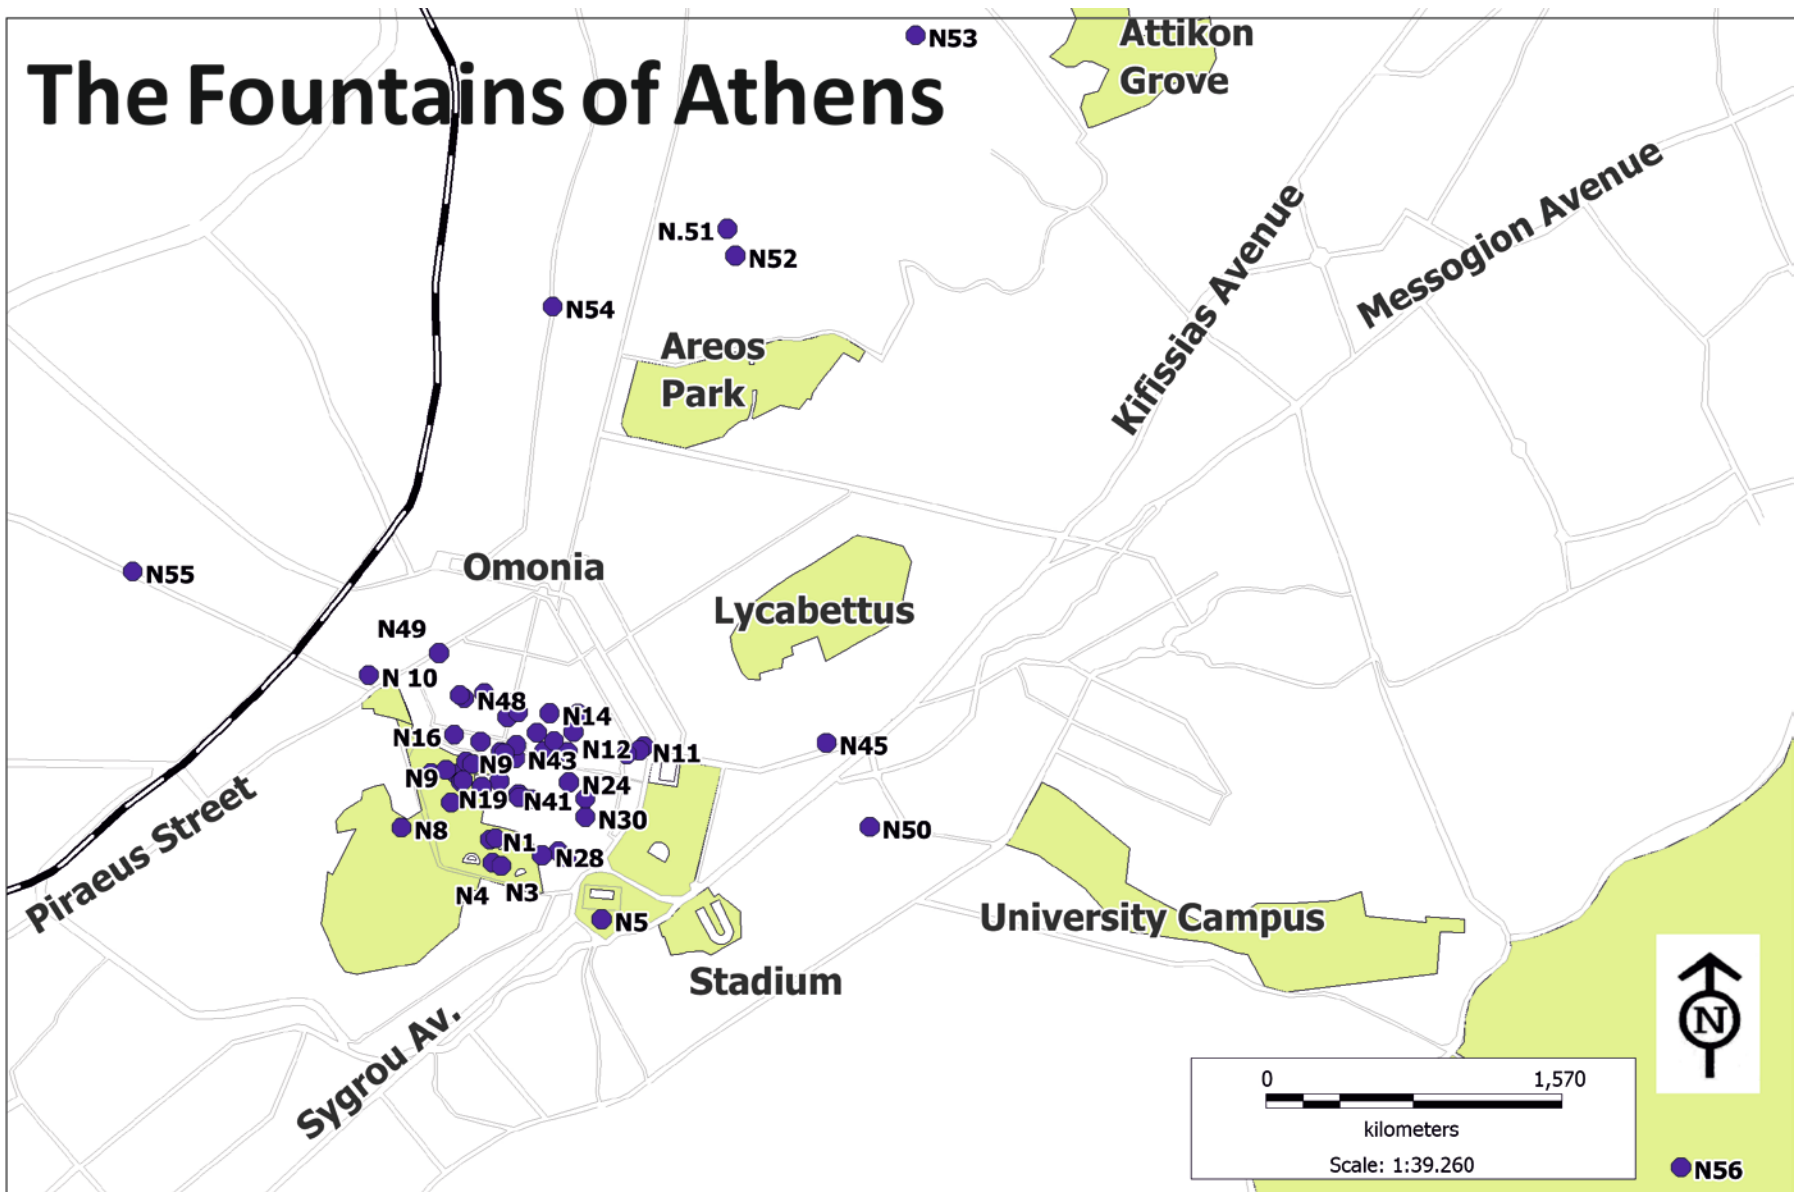 N53
Attikon
Grove
The Fountains of Athens
N.51
N52
N54
Kifissias Avenue
Messogion Avenue
Areos
Park
Omonia
N55
Lycabettus
N49
N 10
N48
N14
N16
N12
N11
N45
N43
N9
N9
N24
N19
N41
N30
N8
N50
N1
N28
N4
N3
N5
Piraeus Street
University Campus
Stadium
Sygrou Av.
N
0
1,570
kilometers
Scale: 1:39.260
N56